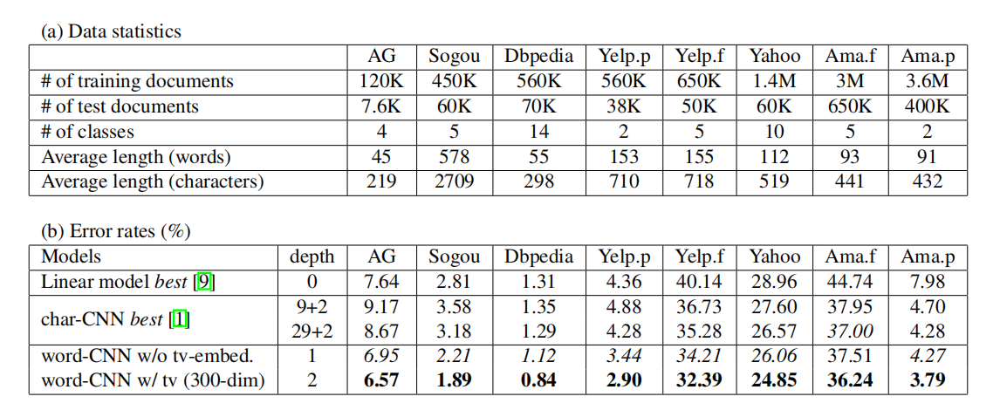 (a) Data statistics
AG Sogou Dbpedia Yelp.p Yelp.f Yahoo Ama.f Ama.p
# of training documents 120K 450K 560K 560K 650K 1.4M 3M 3.6M
# of test documents 7.6K 60K 70K 38K 50K 60K 650K 400K
# of classes 4 5 14 2 5 10 5 2
Average length (words) 45 578 55 153 155 112 93 91
Average length (characters) 219 2709 298 710 718 519 441 432
(b) Error rates (%)
Models depth AG Sogou Dbpedia Yelp.p Yelp.f Yahoo Ama.f Ama.p
Linear model best [9] 0 7.64 2.81 1.31 4.36 40.14 28.96 44.74 7.98
char-CNN best [1] 9+2 9.17 3.58 1.35 4.88 36.73 27.60 37.95 4.70
29+2 8.67 3.18 1.29 4.28 35.28 26.57 37.00 4.28
word-CNN w/o tv-embed. 1 6.95 2.21 1.12 3.44 34.21 26.06 37.51 4.27
word-CNN w/ tv (300-dim) 2 6.57 1.89 0.84 2.90 32.39 24.85 36.24 3.79